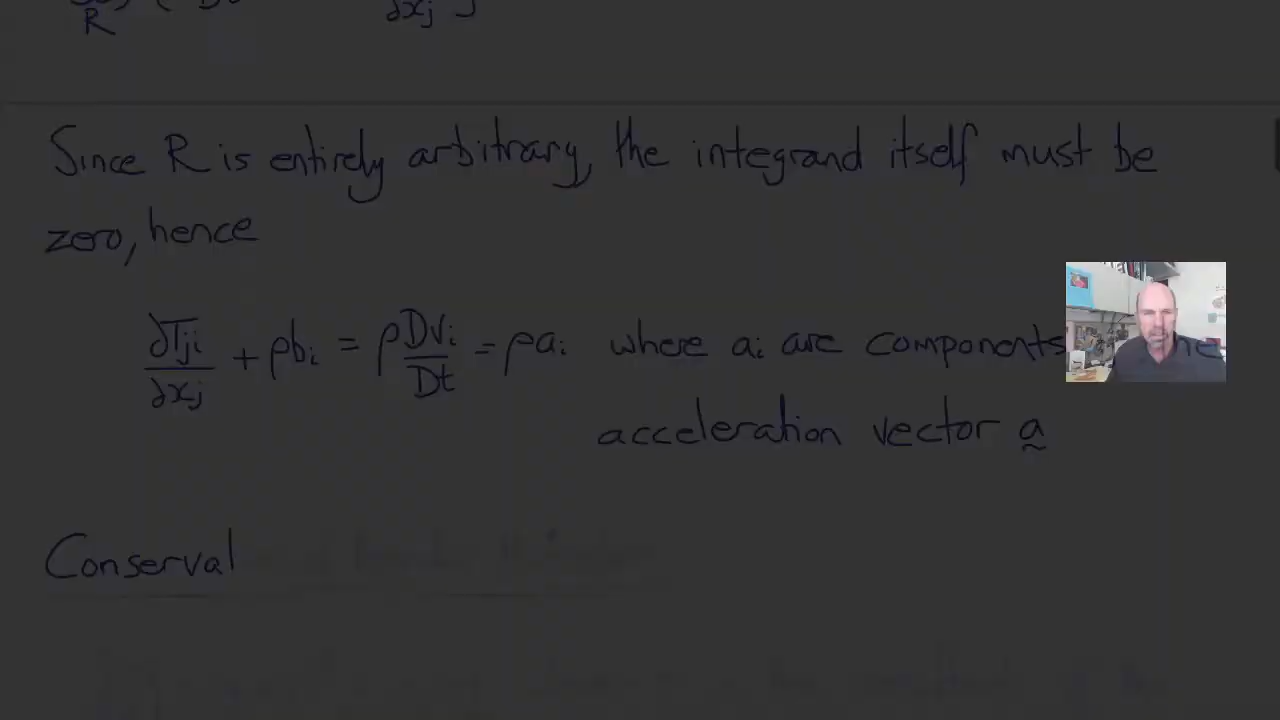 R
∂xj
Since R is entirely arbitrary, the integrand itself must be
zero, hence
∂Tji/∂xj + ρbi = ρ Dvi/Dt = ρai where ai are components
acceleration vector a
Conserval